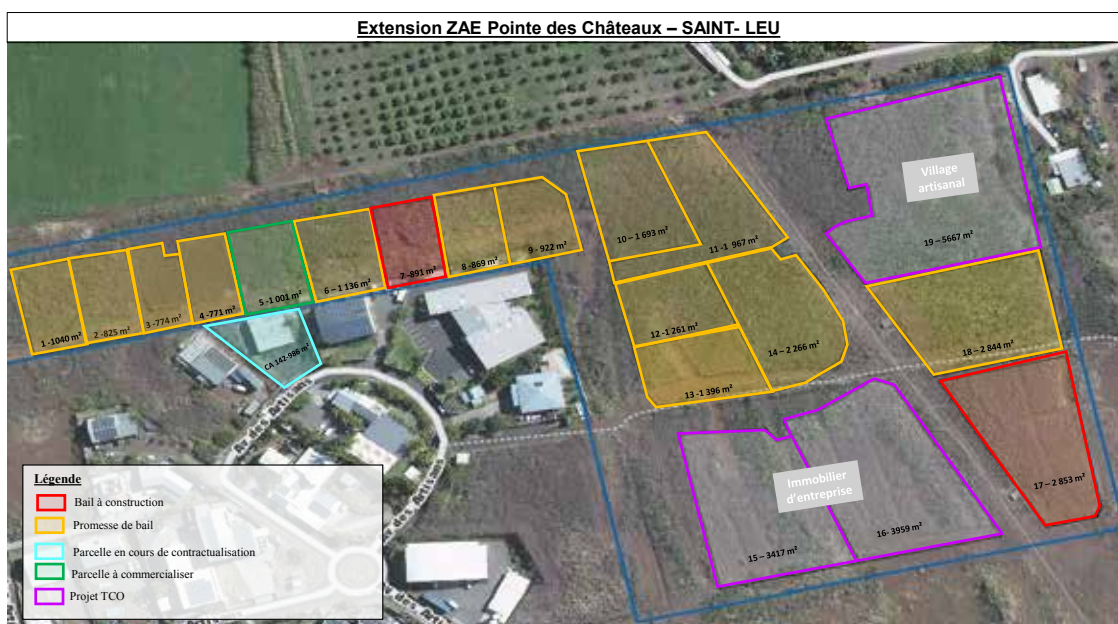 Extension ZAE Pointe des Châteaux – SAINT- LEU
Village
artisanal
19 – 5667 m²
10 – 1 693 m²
11 -1 967 m²
9 - 922 m²
8 -869 m²
7 -891 m²
6 – 1 136 m²
5 -1 001 m²
4 -771 m²
3 -774 m²
2 -825 m²
1 -1040 m²
CA 142-986 m²
12 -1 261 m²
14 – 2 266 m²
13 -1 396 m²
18 – 2 844 m²
17 – 2 853 m²
Immobilier
d'entreprise
16- 3959 m²
15 – 3417 m²
Légende
Bail à construction
Promesse de bail
Parcelle en cours de contractualisation
Parcelle à commercialiser
Projet TCO